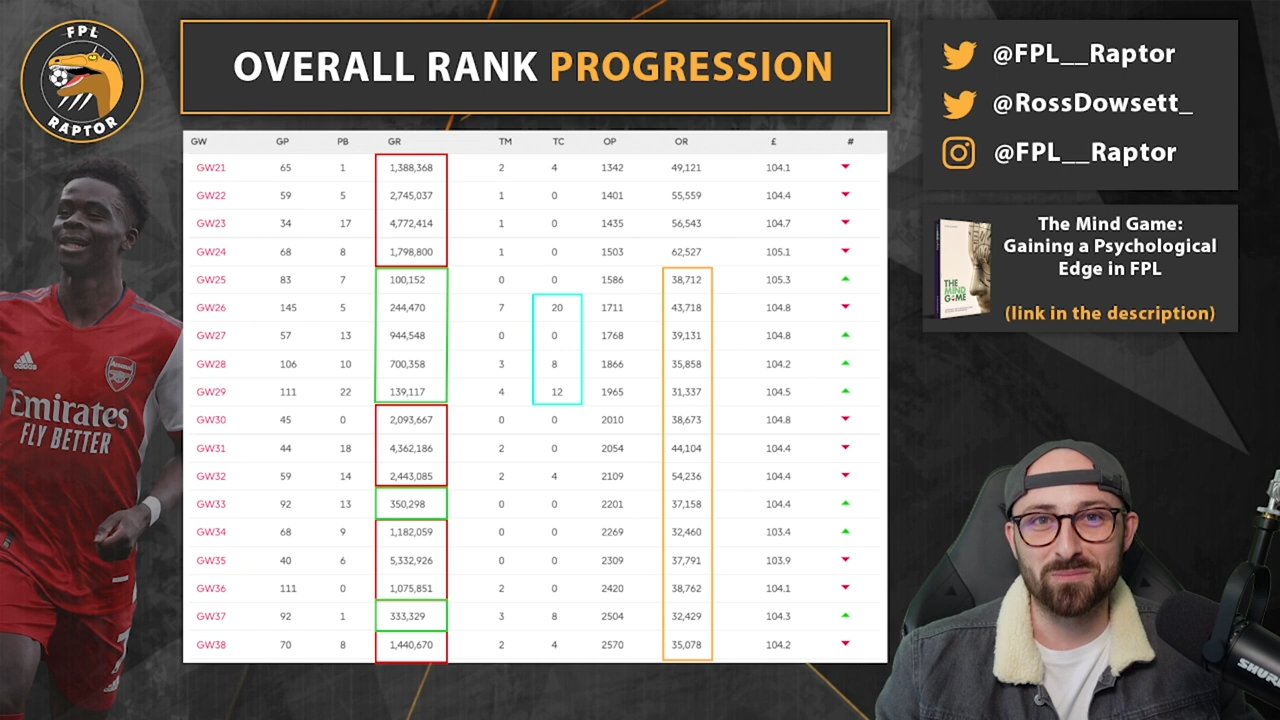 FPL
RAPTOR
OVERALL RANK PROGRESSION
@FPL__Raptor
@RossDowsett_
@FPL__Raptor
The Mind Game:
Gaining a Psychological
Edge in FPL
(link in the description)
THE
MIND
GAME
GW GP PB GR TM TC OP OR £ #
GW21 65 1 1,388,368 2 4 1342 49,121 104.1
GW22 59 5 2,745,037 1 0 1401 55,559 104.4
GW23 34 17 4,772,414 1 0 1435 56,543 104.7
GW24 68 8 1,798,800 1 0 1503 62,527 105.1
GW25 83 7 100,152 0 0 1586 38,712 105.3
GW26 145 5 244,470 7 20 1711 43,718 104.8
GW27 57 13 944,548 0 0 1768 39,131 104.8
GW28 106 10 700,358 3 8 1866 35,858 104.2
GW29 111 22 139,117 4 12 1965 31,337 104.5
GW30 45 0 2,093,667 0 0 2010 38,673 104.8
GW31 44 18 4,362,186 2 0 2054 44,104 104.4
GW32 59 14 2,443,085 2 4 2109 54,236 104.4
GW33 92 13 350,298 0 0 2201 37,158 104.4
GW34 68 9 1,182,059 0 0 2269 32,460 103.4
GW35 40 6 5,332,926 0 0 2309 37,791 103.9
GW36 111 0 1,075,851 2 0 2420 38,762 104.1
GW37 92 1 333,329 3 8 2504 32,429 104.3
GW38 70 8 1,440,670 2 4 2570 35,078 104.2
adidas
Arsenal
Emirates
FLY BETTER
SHURE